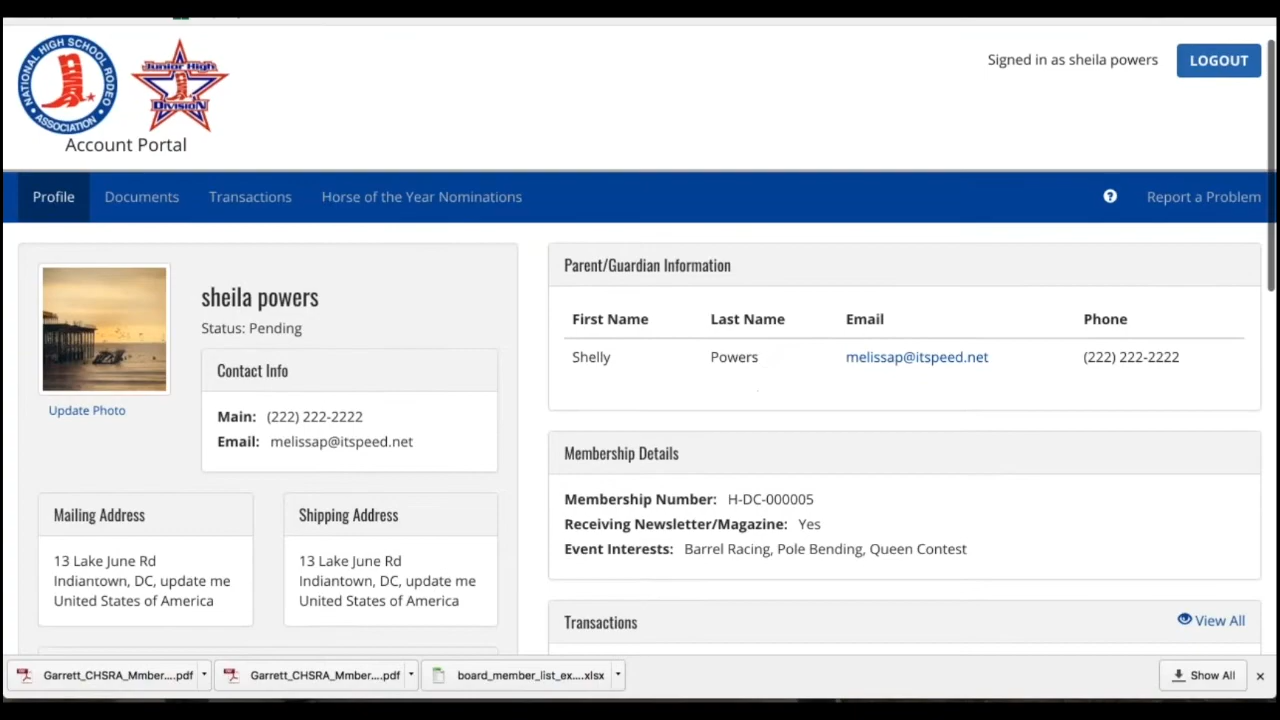 NATIONAL HIGH SCHOOL RODEO ASSOCIATION
Junior High
Division
Account Portal
Signed in as sheila powers
LOGOUT
Profile
Documents
Transactions
Horse of the Year Nominations
?
Report a Problem
Update Photo
sheila powers
Status: Pending
Contact Info
Main: (222) 222-2222
Email: melissap@itspeed.net
Mailing Address
13 Lake June Rd
Indiantown, DC, update me
United States of America
Shipping Address
13 Lake June Rd
Indiantown, DC, update me
United States of America
Parent/Guardian Information
First Name Last Name Email Phone
Shelly Powers melissap@itspeed.net (222) 222-2222
Membership Details
Membership Number: H-DC-000005
Receiving Newsletter/Magazine: Yes
Event Interests: Barrel Racing, Pole Bending, Queen Contest
Transactions
View All
Garrett_CHSRA_Mmber....pdf
Garrett_CHSRA_Mmber....pdf
board_member_list_ex....xlsx
Show All